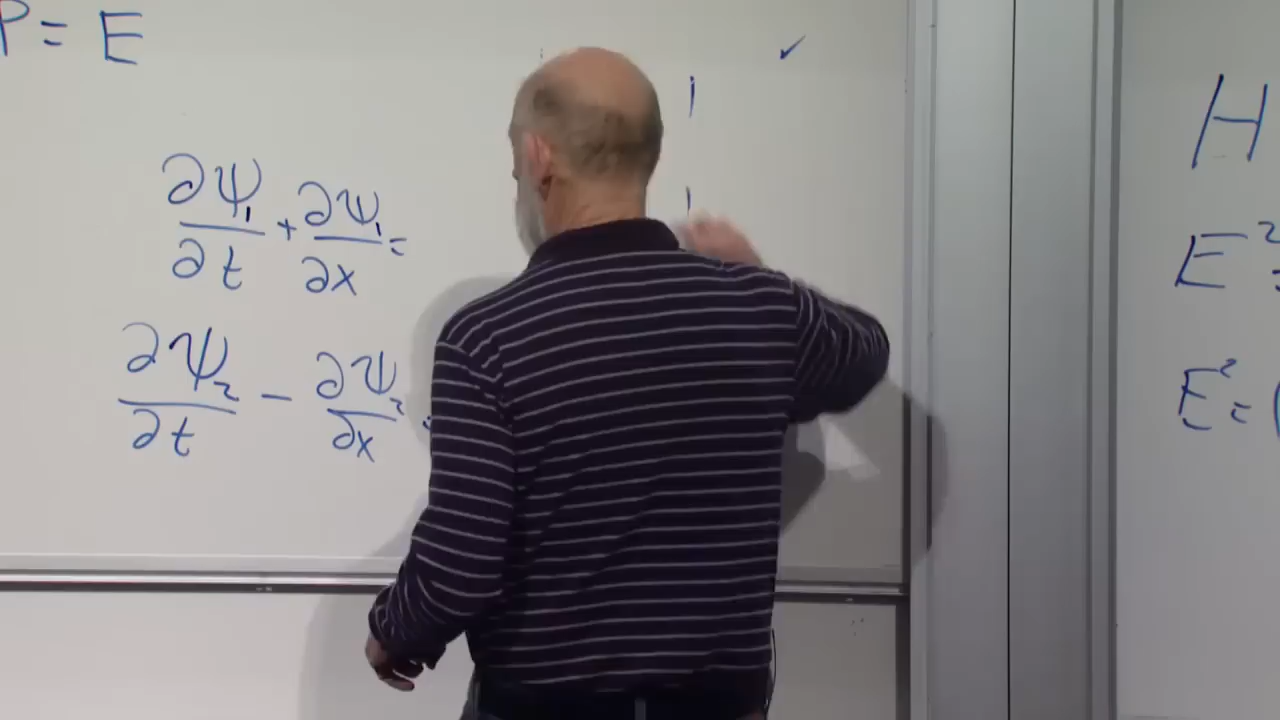 P = E
∂ψ₁/∂t + ∂ψ₁/∂x =
∂ψ₂/∂t − ∂ψ₂/∂x
H
E² =
E² = (